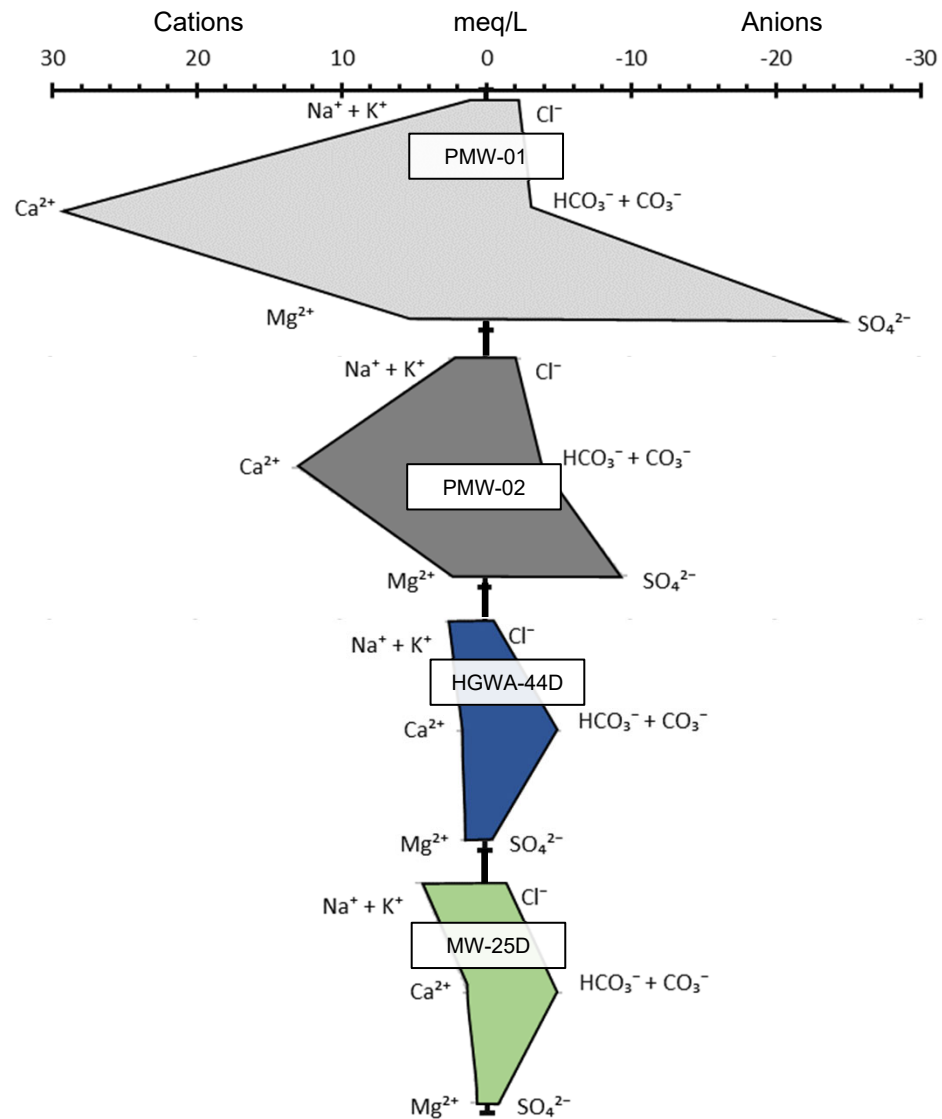 Cations meq/L Anions
30 20 10 0 -10 -20 -30
Na⁺ + K⁺ Cl⁻
PMW-01
Ca²⁺ HCO₃⁻ + CO₃⁻
Mg²⁺ SO₄²⁻
Na⁺ + K⁺ Cl⁻
Ca²⁺ HCO₃⁻ + CO₃⁻
PMW-02
Mg²⁺ SO₄²⁻
Na⁺ + K⁺ Cl⁻
HGWA-44D
Ca²⁺ HCO₃⁻ + CO₃⁻
Mg²⁺ SO₄²⁻
Na⁺ + K⁺ Cl⁻
MW-25D
Ca²⁺ HCO₃⁻ + CO₃⁻
Mg²⁺ SO₄²⁻